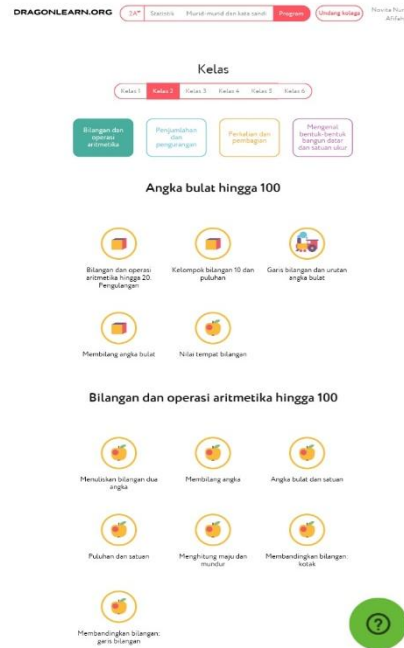 DRAGONLEARN.ORG
2A" Statistik Murid-murid dan kata sandi Program Undang kolega Novita Nur
Afifah
Kelas
Kelas 1 Kelas 2 Kelas 3 Kelas 4 Kelas 5 Kelas 6
Bilangan dan
operasi
aritmetika
Penjumlahan
dan
pengurangan
Perkalian dan
pembagian
Mengenal
bentuk-bentuk
bangun datar
dan satuan ukur
Angka bulat hingga 100
Bilangan dan operasi
aritmetika hingga 20.
Pengulangan
Kelompok bilangan 10 dan
puluhan
Garis bilangan dan urutan
angka bulat
Membilang angka bulat
Nilai tempat bilangan
Bilangan dan operasi aritmetika hingga 100
Menuliskan bilangan dua
angka
Membilang angka
Angka bulat dan satuan
Puluhan dan satuan
Menghitung maju dan
mundur
Membandingkan bilangan:
kotak
Membandingkan bilangan:
garis bilangan